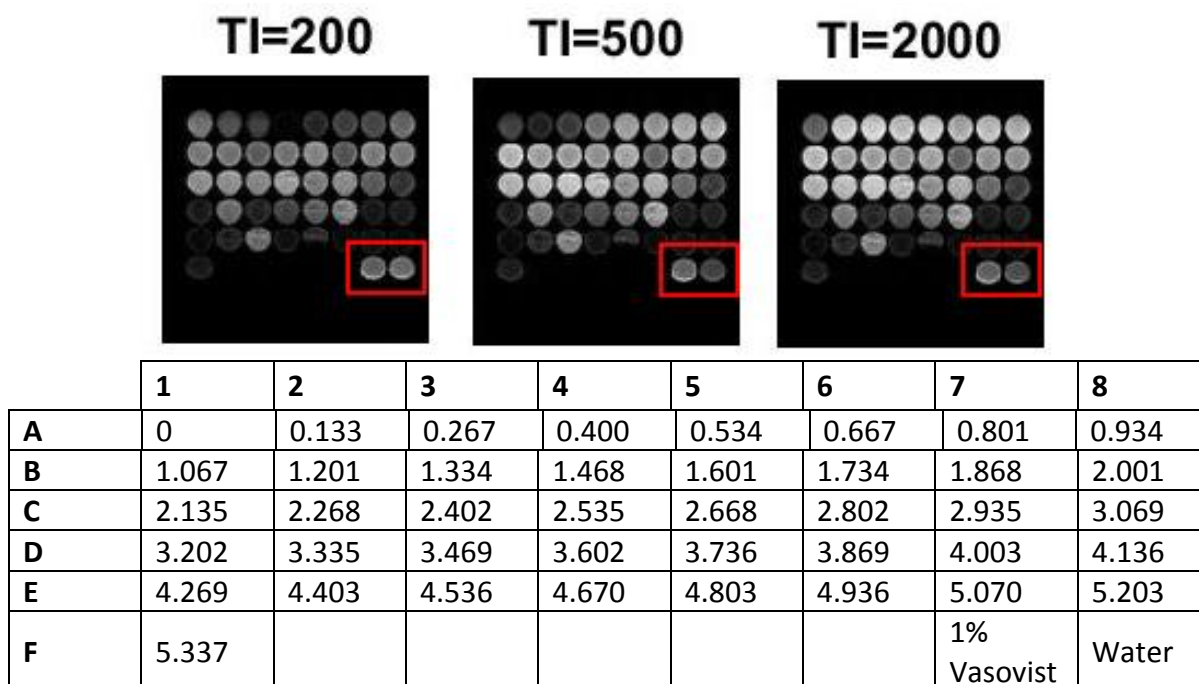 TI=200 TI=500 TI=2000
1 2 3 4 5 6 7 8
A 0 0.133 0.267 0.400 0.534 0.667 0.801 0.934
B 1.067 1.201 1.334 1.468 1.601 1.734 1.868 2.001
C 2.135 2.268 2.402 2.535 2.668 2.802 2.935 3.069
D 3.202 3.335 3.469 3.602 3.736 3.869 4.003 4.136
E 4.269 4.403 4.536 4.670 4.803 4.936 5.070 5.203
F 5.337 1% Vasovist Water